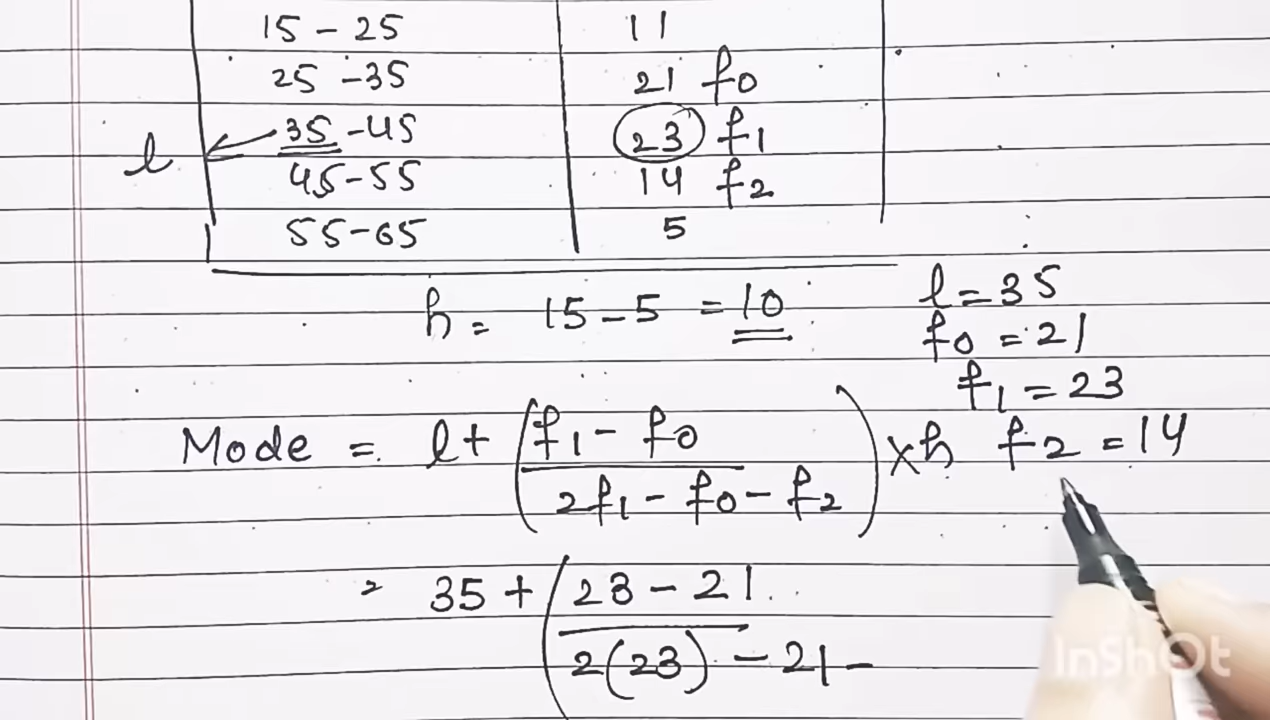 15 - 25 11
25 - 35 21 f0
l 35 - 45 23 f1
45 - 55 14 f2
55 - 65 5
h = 15 - 5 = 10 l = 35
f0 = 21
f1 = 23
Mode = l + (f1 - f0 / 2f1 - f0 - f2) × h f2 = 14
= 35 + (23 - 21 / 2(23) - 21 -
InShOt